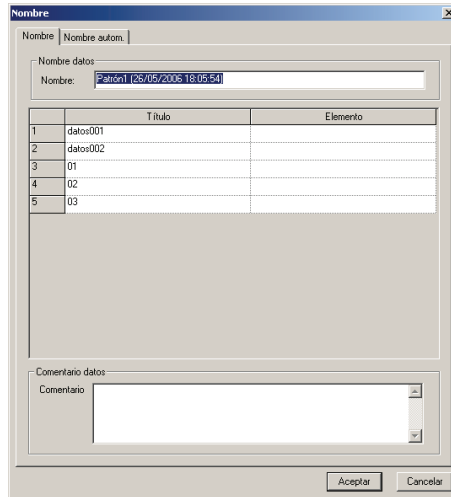 Nombre
Nombre Nombre autom.
Nombre datos
Nombre: Patrón1 (26/05/2006 18:05:54)
Título Elemento
1 datos001
2 datos002
3 01
4 02
5 03
Comentario datos
Comentario
Aceptar Cancelar